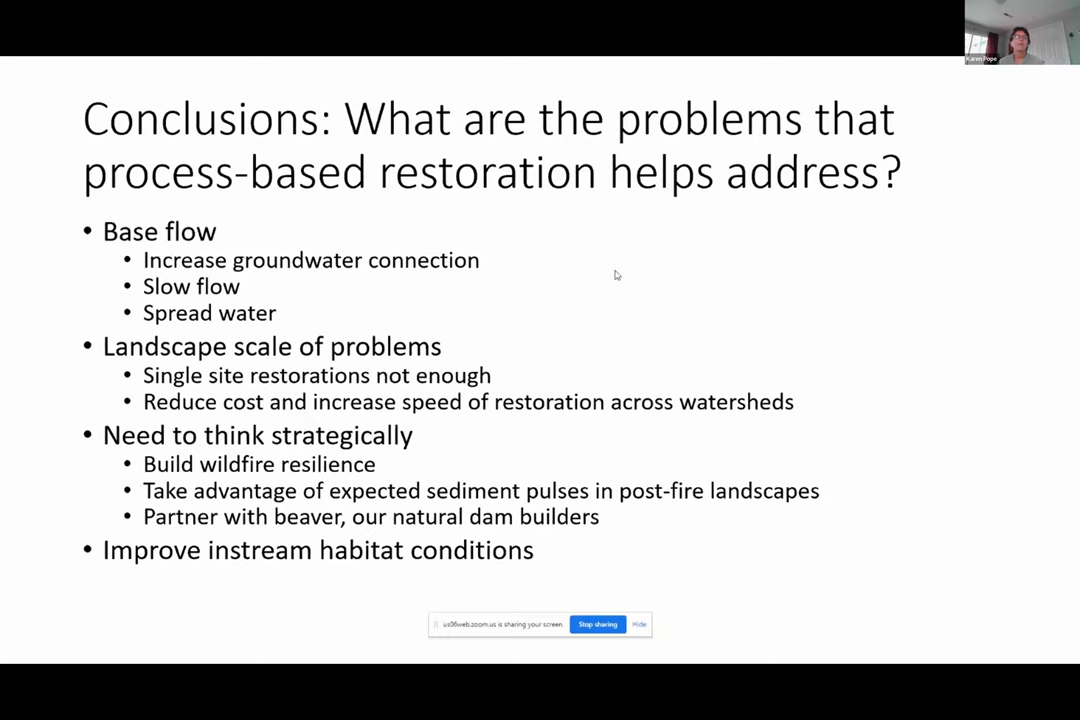 Karen Pope
Conclusions: What are the problems that
process-based restoration helps address?
• Base flow
• Increase groundwater connection
• Slow flow
• Spread water
• Landscape scale of problems
• Single site restorations not enough
• Reduce cost and increase speed of restoration across watersheds
• Need to think strategically
• Build wildfire resilience
• Take advantage of expected sediment pulses in post-fire landscapes
• Partner with beaver, our natural dam builders
• Improve instream habitat conditions
us06web.zoom.us is sharing your screen. Stop sharing Hide